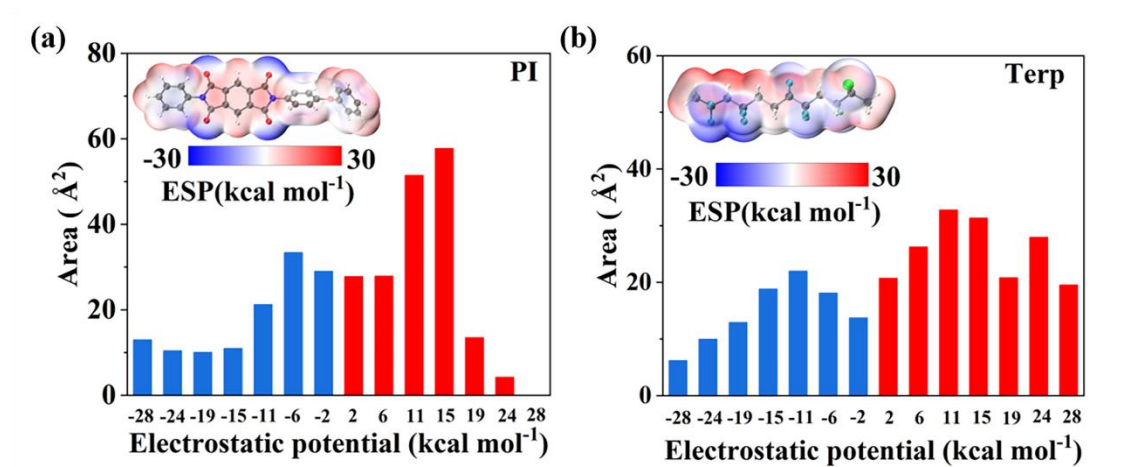 (a)
PI
80
60
40
20
0
Area ( Å²)
-30 30
ESP(kcal mol⁻¹)
-28 -24 -19 -15 -11 -6 -2 2 6 11 15 19 24 28
Electrostatic potential (kcal mol⁻¹)
(b)
Terp
60
40
20
0
Area ( Å²)
-30 30
ESP(kcal mol⁻¹)
-28 -24 -19 -15 -11 -6 -2 2 6 11 15 19 24 28
Electrostatic potential (kcal mol⁻¹)